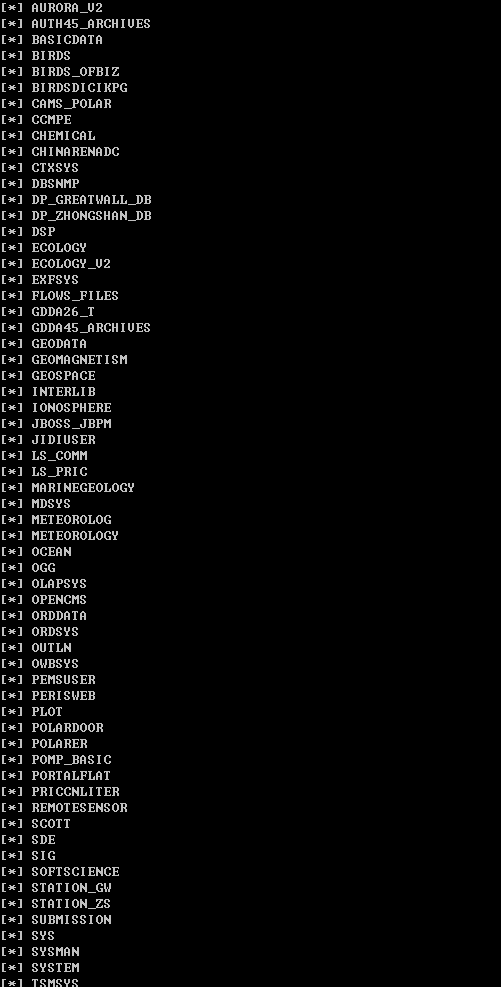 [*] AURORA_V2
[*] AUTH45_ARCHIVES
[*] BASICDATA
[*] BIRDS
[*] BIRDS_OFBIZ
[*] BIRDSDICIKPG
[*] CAMS_POLAR
[*] CCMPE
[*] CHEMICAL
[*] CHINARENADC
[*] CTXSYS
[*] DBSNMP
[*] DP_GREATWALL_DB
[*] DP_ZHONGSHAN_DB
[*] DSP
[*] ECOLOGY
[*] ECOLOGY_V2
[*] EXFSYS
[*] FLOWS_FILES
[*] GDDA26_T
[*] GDDA45_ARCHIVES
[*] GEODATA
[*] GEOMAGNETISM
[*] GEOSPACE
[*] INTERLIB
[*] IONOSPHERE
[*] JBOSS_JBPM
[*] JIDIUSER
[*] LS_COMM
[*] LS_PRIC
[*] MARINEGEOLOGY
[*] MDSYS
[*] METEOROLOG
[*] METEOROLOGY
[*] OCEAN
[*] OGG
[*] OLAPSYS
[*] OPENCMS
[*] ORDDATA
[*] ORDSYS
[*] OUTLN
[*] OWBSYS
[*] PEMSUSER
[*] PERISWEB
[*] PLOT
[*] POLARDOOR
[*] POLARER
[*] POMP_BASIC
[*] PORTALFLAT
[*] PRICCNLITER
[*] REMOTESENSOR
[*] SCOTT
[*] SDE
[*] SIG
[*] SOFTSCIENCE
[*] STATION_GW
[*] STATION_ZS
[*] SUBMISSION
[*] SYS
[*] SYSMAN
[*] SYSTEM
[*] TSMSYS